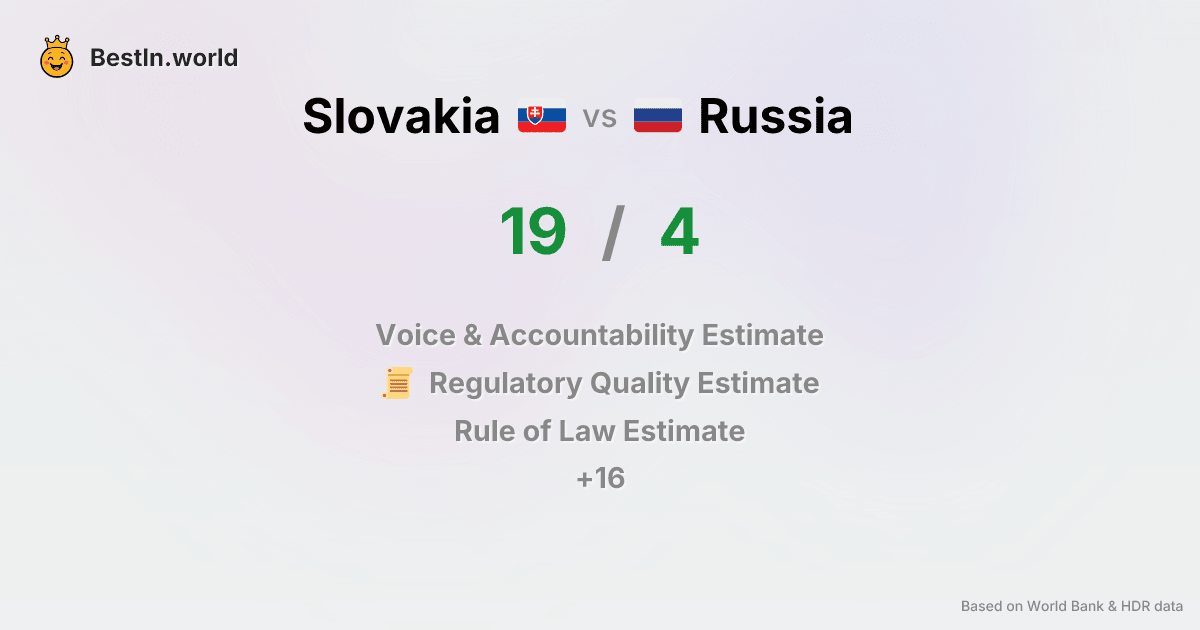 BestIn.world
Slovakia vs Russia
19 / 4
Voice & Accountability Estimate
Regulatory Quality Estimate
Rule of Law Estimate
+16
Based on World Bank & HDR data